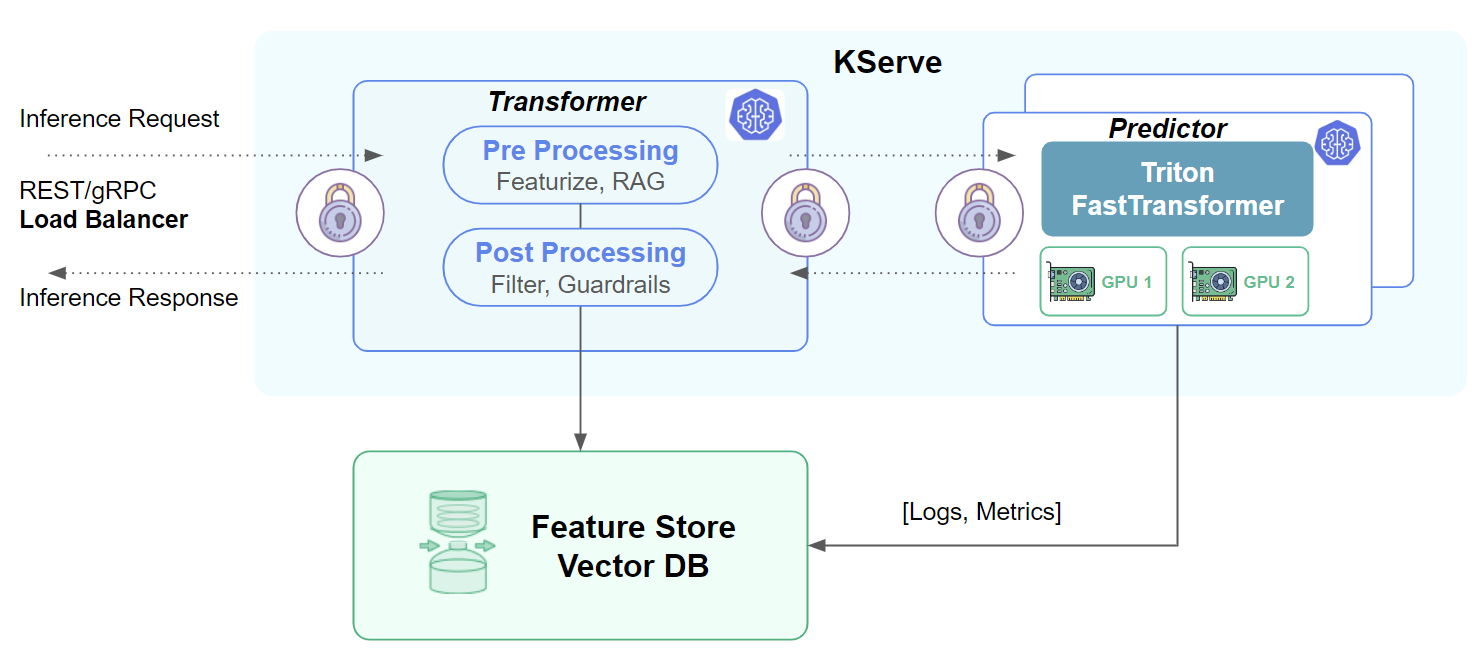 KServe
Inference Request
REST/gRPC
Load Balancer
Inference Response
Transformer
Pre Processing
Featurize, RAG
Post Processing
Filter, Guardrails
Predictor
Triton
FastTransformer
GPU 1
GPU 2
Feature Store
Vector DB
[Logs, Metrics]